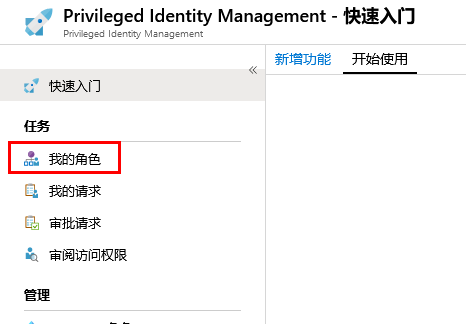 Privileged Identity Management - 快速入门
Privileged Identity Management
«
新增功能
开始使用
快速入门
任务
我的角色
我的请求
审批请求
审阅访问权限
管理